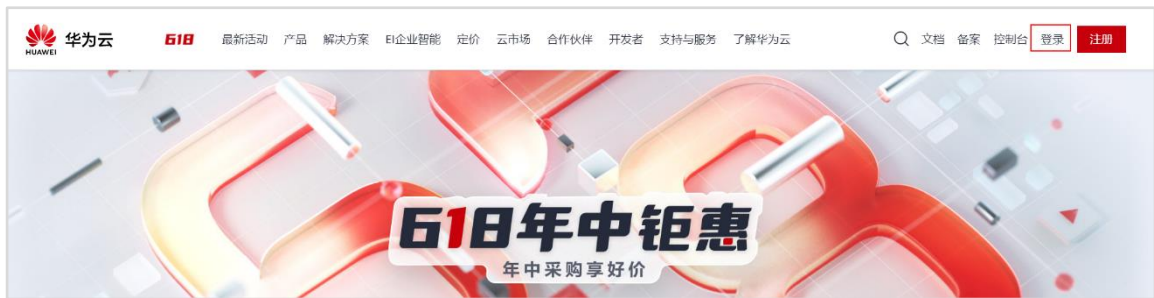 HUAWEI 华为云 618 最新活动 产品 解决方案 EI企业智能 定价 云市场 合作伙伴 开发者 支持与服务 了解华为云 文档 备案 控制台 登录 注册
618年中钜惠
年中采购享好价